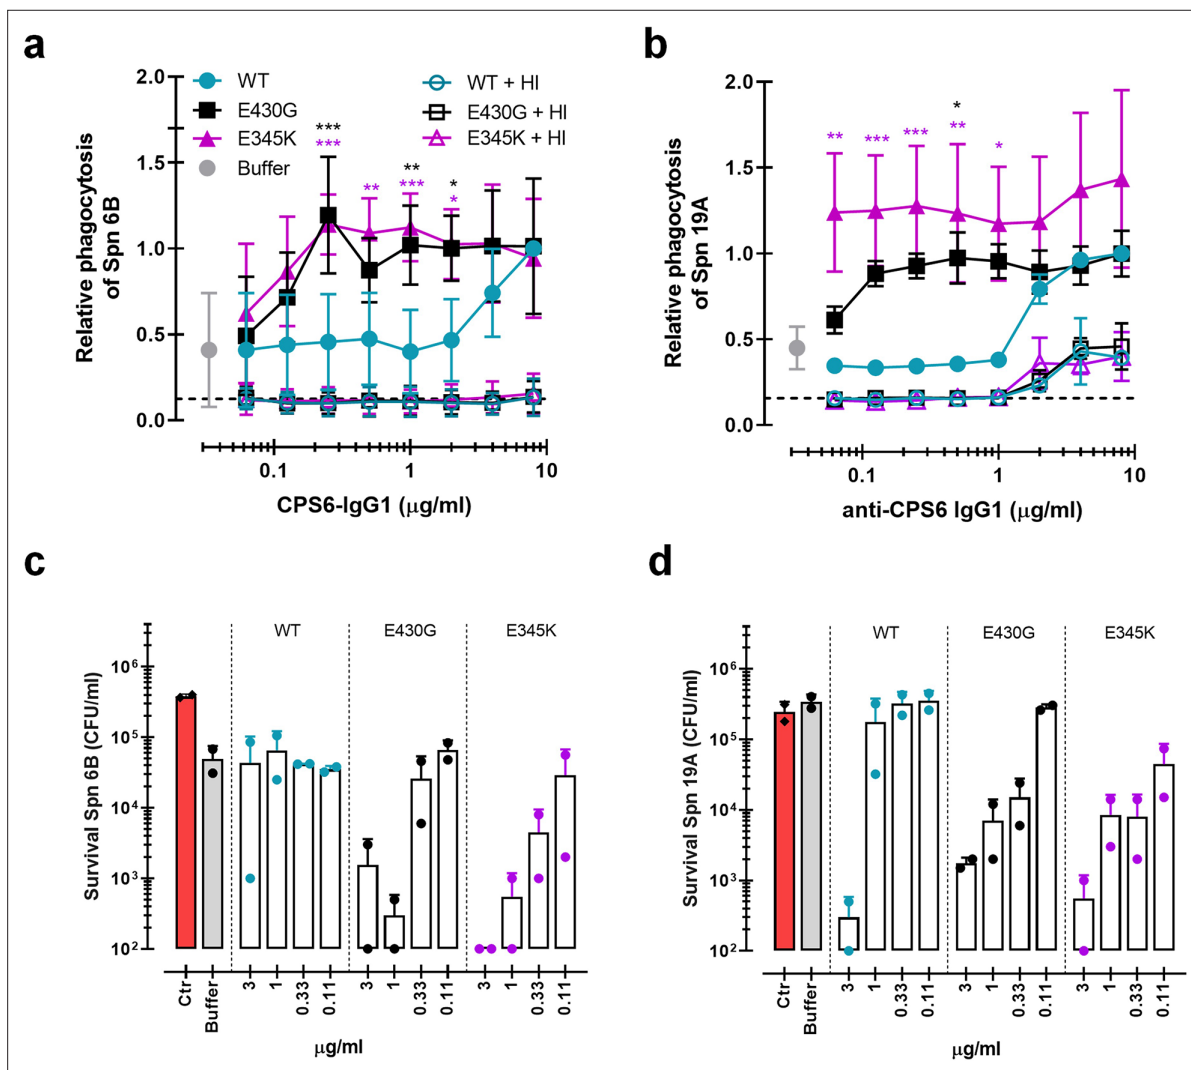 a
Relative phagocytosis
of Spn 6B
2.0
1.5
1.0
0.5
0.0
WT
E430G
E345K
Buffer
WT + HI
E430G + HI
E345K + HI
***
***
**
**
***
*
*
0.1
1
10
CPS6-IgG1 (μg/ml)
b
Relative phagocytosis
of Spn 19A
2.0
1.5
1.0
0.5
0.0
**
***
***
*
**
*
0.1
1
10
anti-CPS6 IgG1 (μg/ml)
c
Survival Spn 6B (CFU/ml)
10⁶
10⁵
10⁴
10³
10²
WT
E430G
E345K
Ctr
Buffer
3
1
0.33
0.11
3
1
0.33
0.11
3
1
0.33
0.11
μg/ml
d
Survival Spn 19A (CFU/ml)
10⁶
10⁵
10⁴
10³
10²
WT
E430G
E345K
Ctr
Buffer
3
1
0.33
0.11
3
1
0.33
0.11
3
1
0.33
0.11
μg/ml